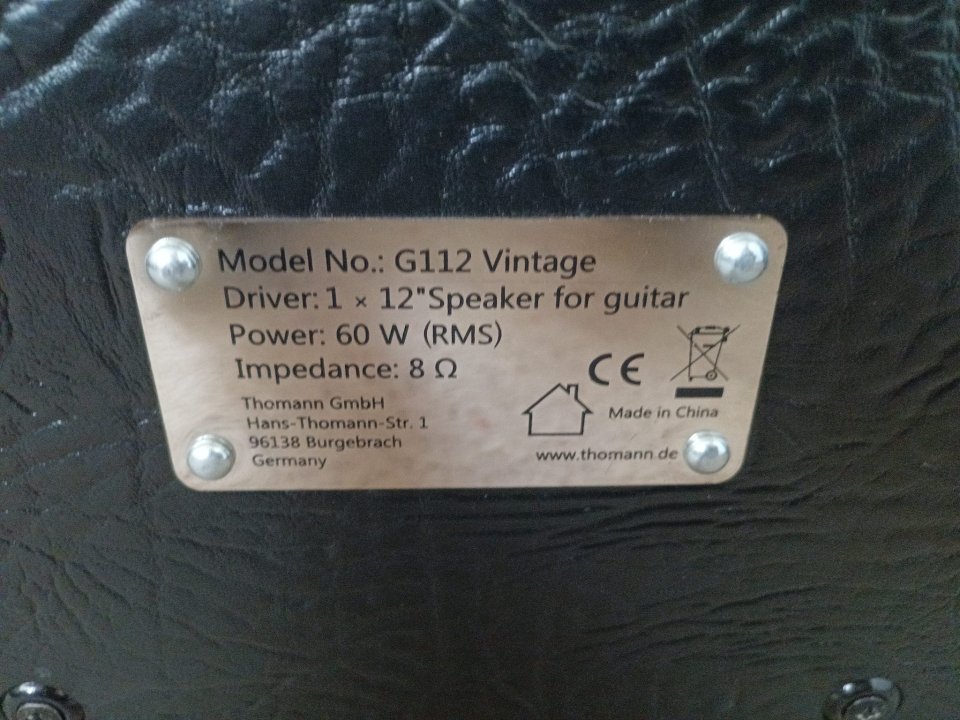 Model No.: G112 Vintage
Driver: 1 × 12"Speaker for guitar
Power: 60 W (RMS)
Impedance: 8 Ω
CE
Thomann GmbH
Hans-Thomann-Str. 1
96138 Burgebrach
Germany
Made in China
www.thomann.de